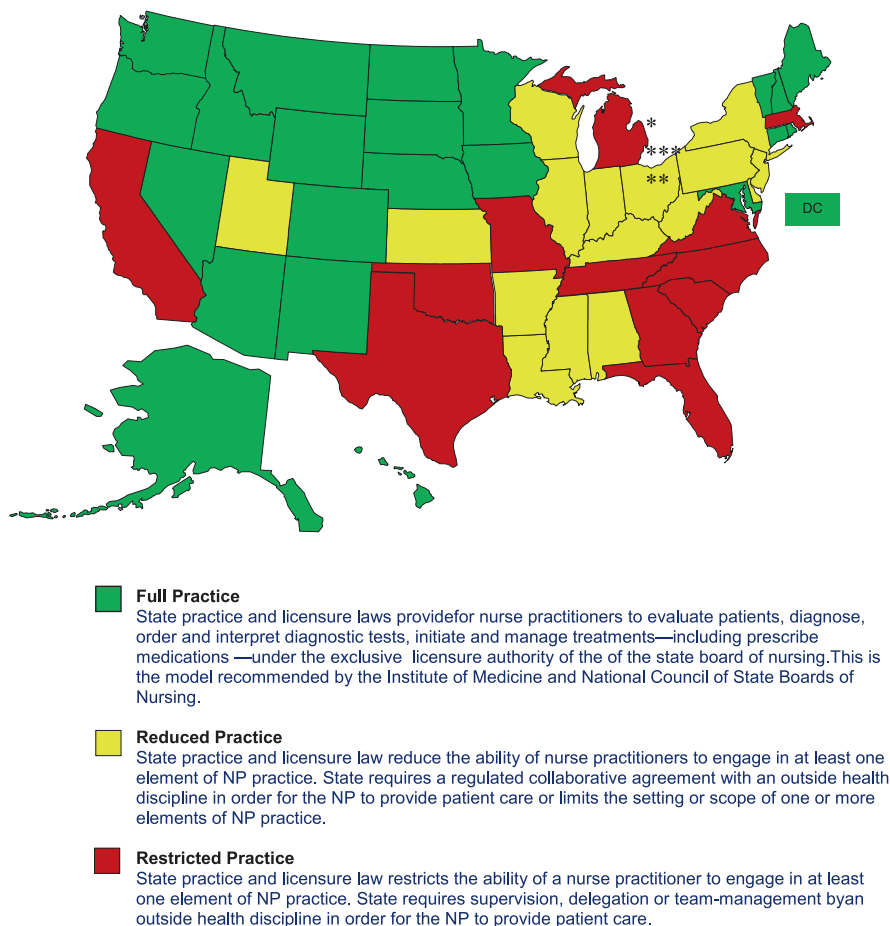 *
***
**
DC
Full Practice
State practice and licensure laws providefor nurse practitioners to evaluate patients, diagnose,
order and interpret diagnostic tests, initiate and manage treatments—including prescribe
medications —under the exclusive licensure authority of the of the state board of nursing.This is
the model recommended by the Institute of Medicine and National Council of State Boards of
Nursing.
Reduced Practice
State practice and licensure law reduce the ability of nurse practitioners to engage in at least one
element of NP practice. State requires a regulated collaborative agreement with an outside health
discipline in order for the NP to provide patient care or limits the setting or scope of one or more
elements of NP practice.
Restricted Practice
State practice and licensure law restricts the ability of a nurse practitioner to engage in at least
one element of NP practice. State requires supervision, delegation or team-management byan
outside health discipline in order for the NP to provide patient care.